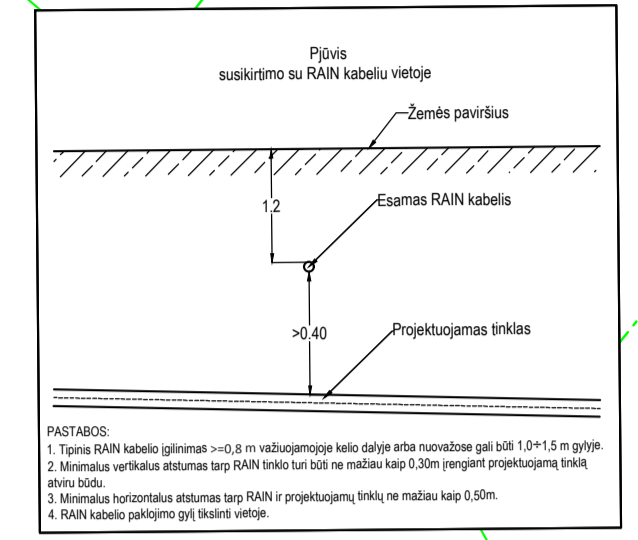 Pjūvis
susikirtimo su RAIN kabeliu vietoje
Žemės paviršius
1.2
Esamas RAIN kabelis
>0.40
Projektuojamas tinklas
PASTABOS:
1. Tipinis RAIN kabelio įgilinimas >=0,8 m važiuojamojoje kelio dalyje arba nuovažose gali būti 1,0÷1,5 m gylyje.
2. Minimalus vertikalus atstumas tarp RAIN tinklo turi būti ne mažiau kaip 0,30m įrengiant projektuojamą tinklą
atviru būdu.
3. Minimalus horizontalus atstumas tarp RAIN ir projektuojamų tinklų ne mažiau kaip 0,50m.
4. RAIN kabelio paklojimo gylį tikslinti vietoje.